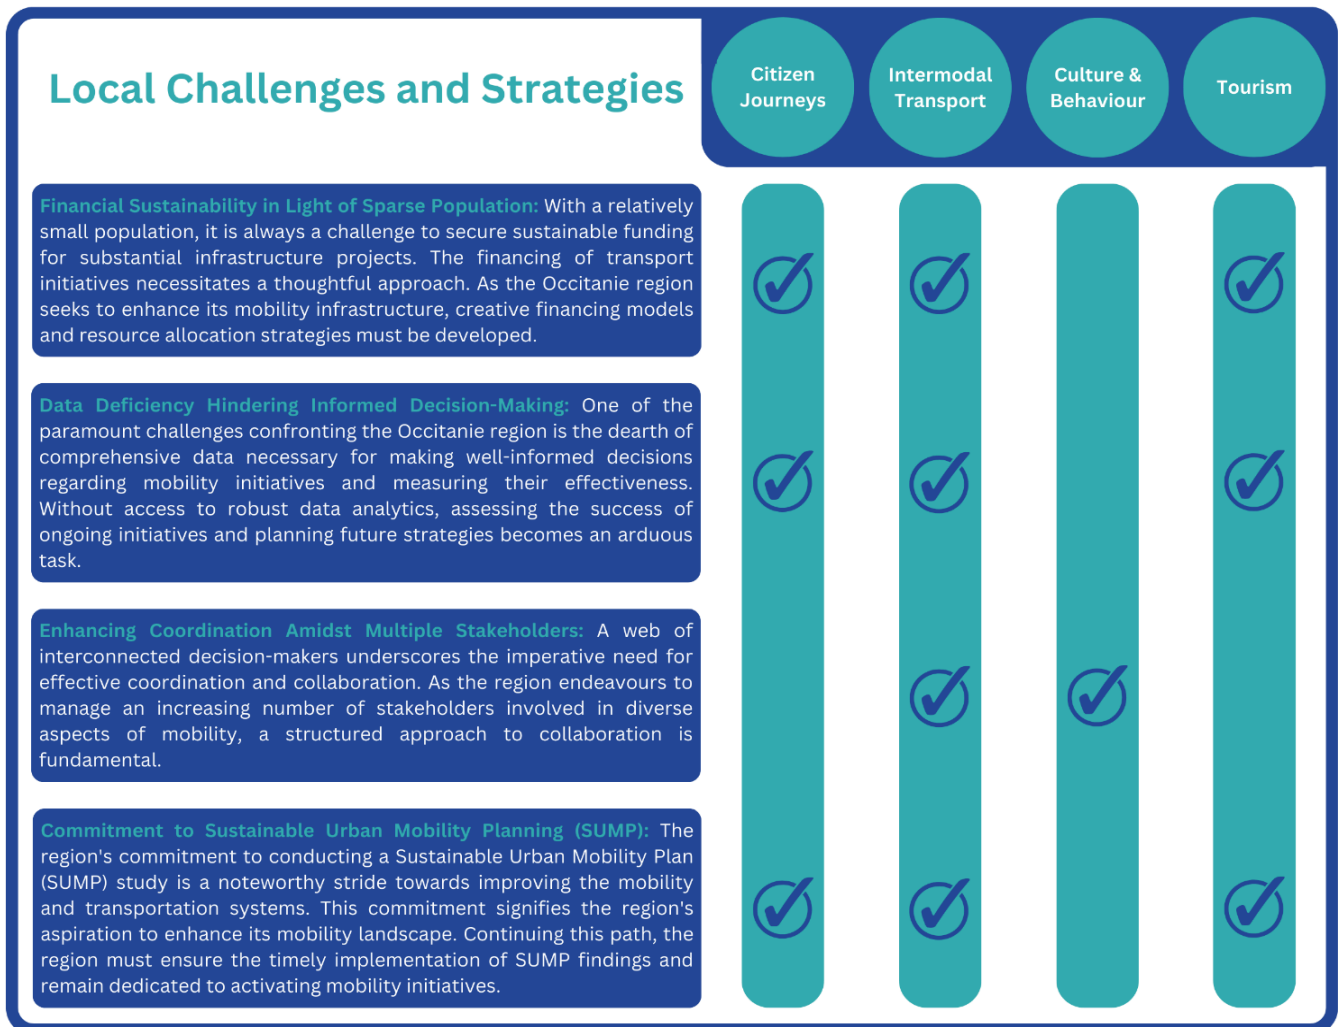 Local Challenges and Strategies
Citizen
Journeys
Intermodal
Transport
Culture &
Behaviour
Tourism
Financial Sustainability in Light of Sparse Population: With a relatively
small population, it is always a challenge to secure sustainable funding
for substantial infrastructure projects. The financing of transport
initiatives necessitates a thoughtful approach. As the Occitanie region
seeks to enhance its mobility infrastructure, creative financing models
and resource allocation strategies must be developed.
Data Deficiency Hindering Informed Decision-Making: One of the
paramount challenges confronting the Occitanie region is the dearth of
comprehensive data necessary for making well-informed decisions
regarding mobility initiatives and measuring their effectiveness.
Without access to robust data analytics, assessing the success of
ongoing initiatives and planning future strategies becomes an arduous
task.
Enhancing Coordination Amidst Multiple Stakeholders: A web of
interconnected decision-makers underscores the imperative need for
effective coordination and collaboration. As the region endeavours to
manage an increasing number of stakeholders involved in diverse
aspects of mobility, a structured approach to collaboration is
fundamental.
Commitment to Sustainable Urban Mobility Planning (SUMP): The
region's commitment to conducting a Sustainable Urban Mobility Plan
(SUMP) study is a noteworthy stride towards improving the mobility
and transportation systems. This commitment signifies the region's
aspiration to enhance its mobility landscape. Continuing this path, the
region must ensure the timely implementation of SUMP findings and
remain dedicated to activating mobility initiatives.